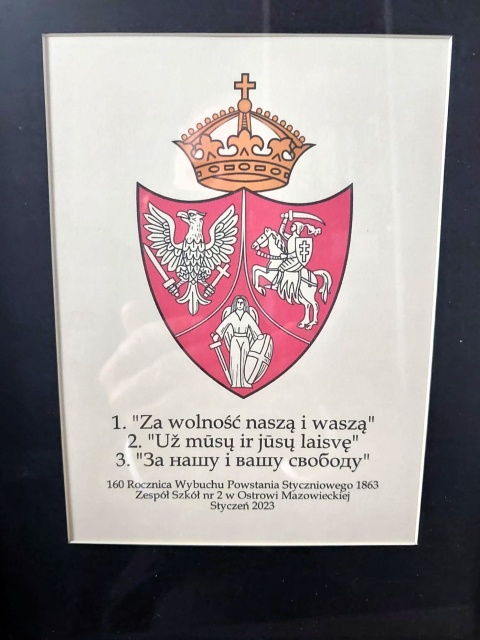 1. "Za wolność naszą i waszą"
2. "Už mūsų ir jūsų laisvę"
3. "За нашу і вашу свободу"
160 Rocznica Wybuchu Powstania Styczniowego 1863
Zespół Szkół nr 2 w Ostrowi Mazowieckiej
Styczeń 2023